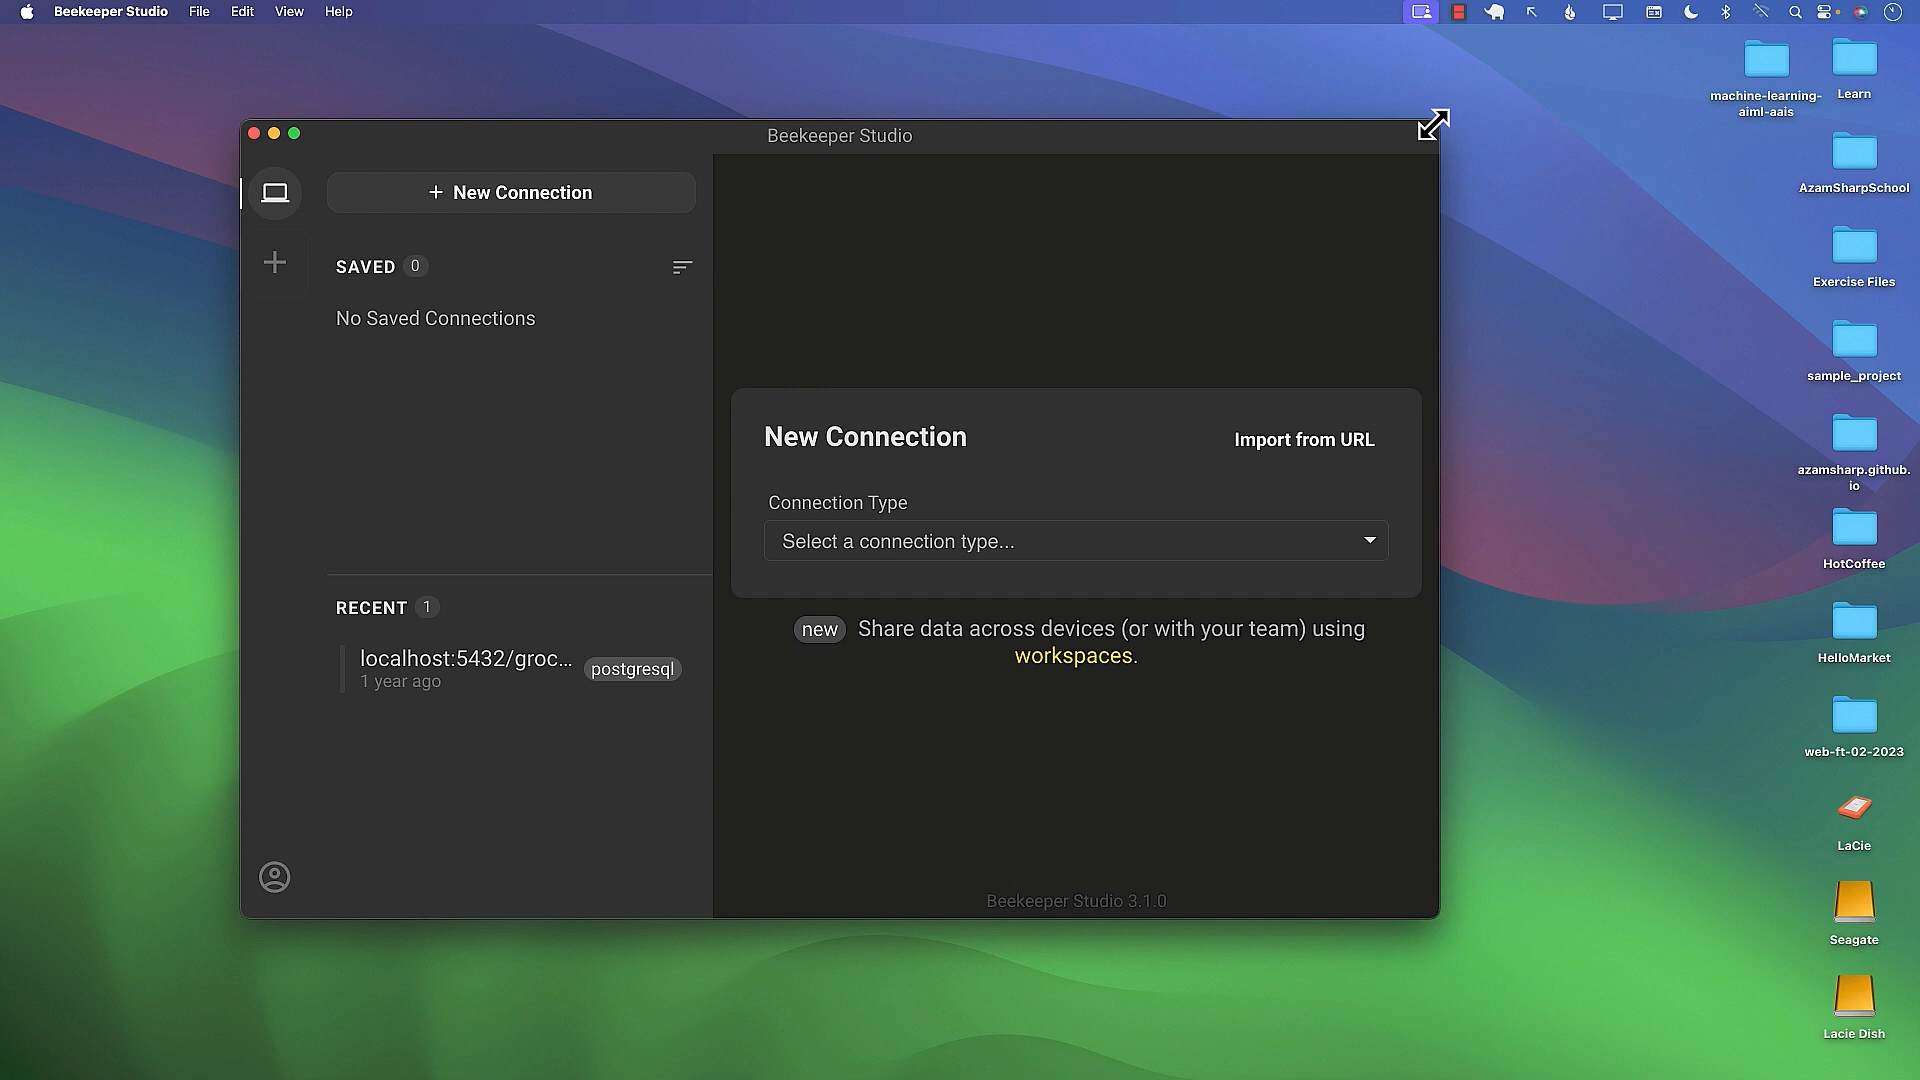 Beekeeper Studio File Edit View Help
Beekeeper Studio
+ New Connection
SAVED 0
No Saved Connections
RECENT 1
localhost:5432/groc...
1 year ago
postgresql
New Connection
Import from URL
Connection Type
Select a connection type...
new Share data across devices (or with your team) using
workspaces.
Beekeeper Studio 3.1.0
machine-learning-
aiml-aais
Learn
AzamSharpSchool
Exercise Files
sample_project
azamsharp.github.
io
HotCoffee
HelloMarket
web-ft-02-2023
LaCie
Seagate
Lacie Dish